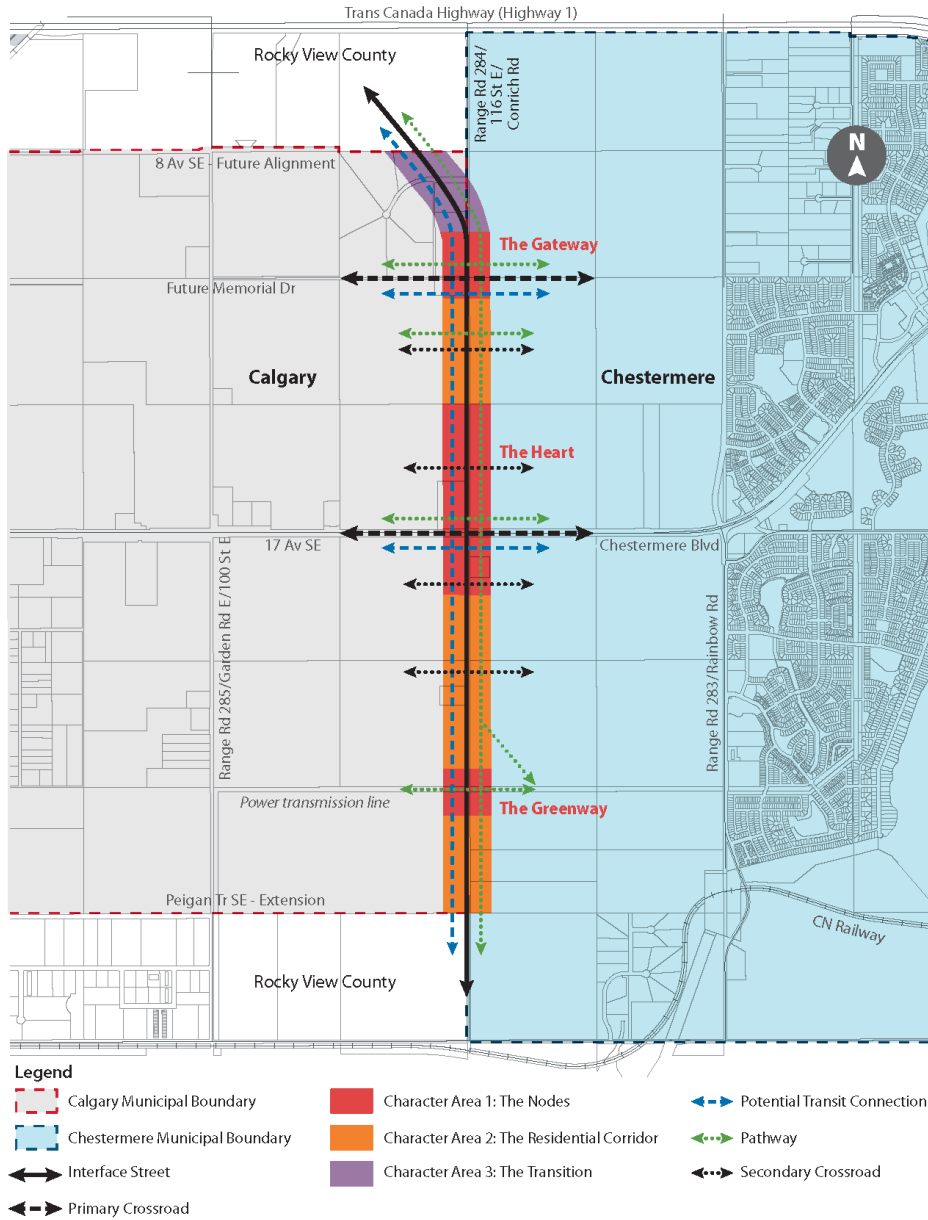 Trans Canada Highway (Highway 1)
Rocky View County
Range Rd 284/
116 St E/
Conrich Rd
N
8 Av SE - Future Alignment
The Gateway
Future Memorial Dr
Calgary
Chestermere
The Heart
17 Av SE
Chestermere Blvd
Range Rd 285/Garden Rd E/100 St E
Range Rd 283/Rainbow Rd
Power transmission line
The Greenway
Peigan Tr SE - Extension
CN Railway
Rocky View County
Legend
Calgary Municipal Boundary
Chestermere Municipal Boundary
Interface Street
Primary Crossroad
Character Area 1: The Nodes
Character Area 2: The Residential Corridor
Character Area 3: The Transition
Potential Transit Connection
Pathway
Secondary Crossroad